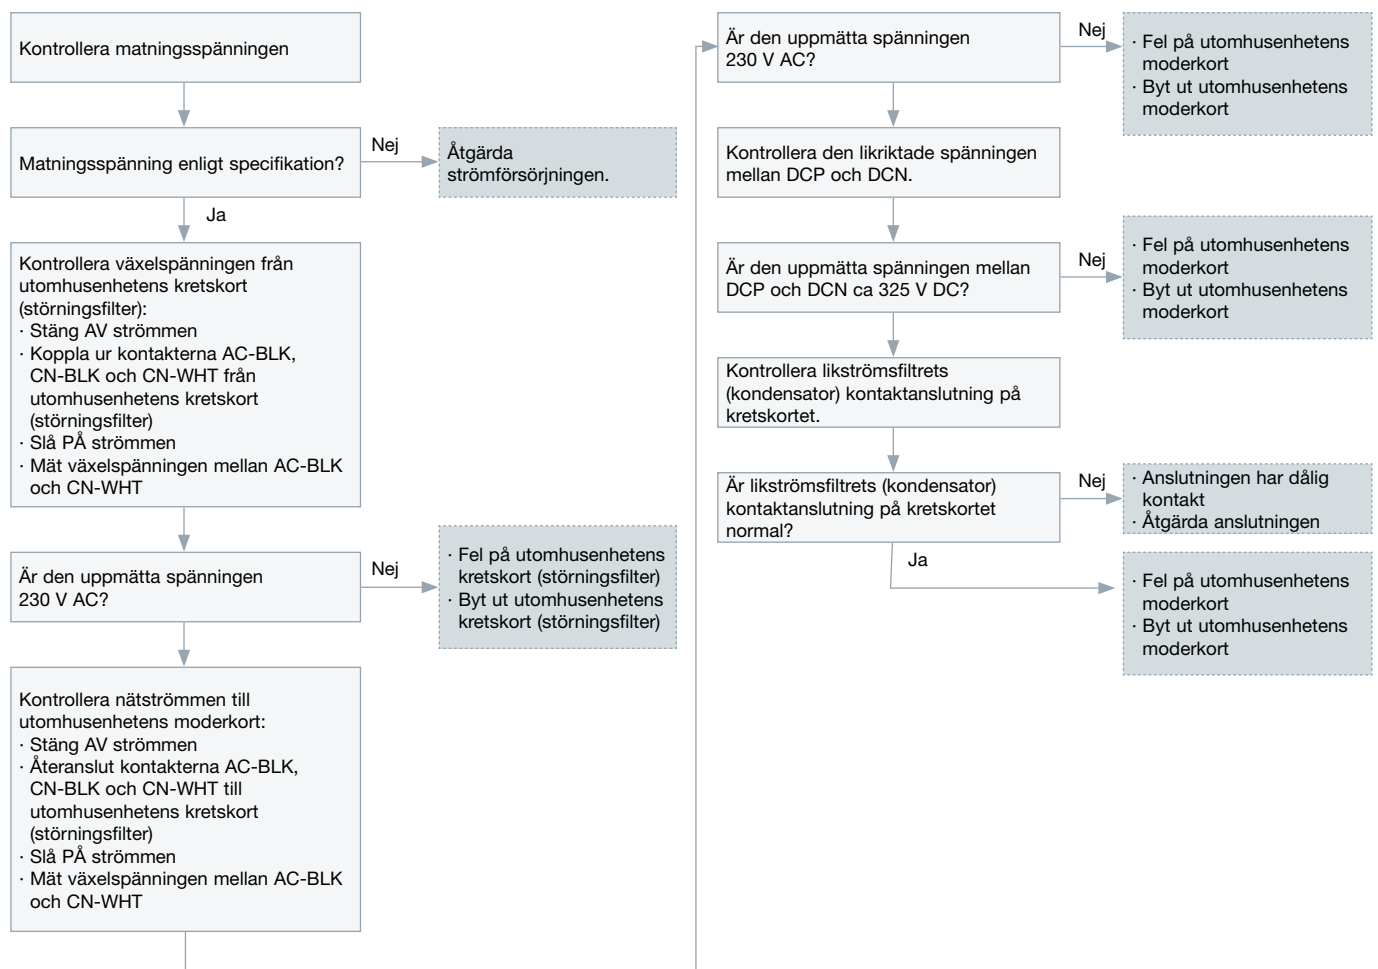 Kontrollera matningsspänningen
Matningsspänning enligt specifikation?
Nej
Åtgärda
strömförsörjningen.
Ja
Kontrollera växelspänningen från
utomhusenhetens kretskort
(störningsfilter):
· Stäng AV strömmen
· Koppla ur kontakterna AC-BLK,
CN-BLK och CN-WHT från
utomhusenhetens kretskort
(störningsfilter)
· Slå PÅ strömmen
· Mät växelspänningen mellan AC-BLK
och CN-WHT
Är den uppmätta spänningen
230 V AC?
Nej
· Fel på utomhusenhetens
kretskort (störningsfilter)
· Byt ut utomhusenhetens
kretskort (störningsfilter)
Kontrollera nätströmmen till
utomhusenhetens moderkort:
· Stäng AV strömmen
· Återanslut kontakterna AC-BLK,
CN-BLK och CN-WHT till
utomhusenhetens kretskort
(störningsfilter)
· Slå PÅ strömmen
· Mät växelspänningen mellan AC-BLK
och CN-WHT
Är den uppmätta spänningen
230 V AC?
Nej
· Fel på utomhusenhetens
moderkort
· Byt ut utomhusenhetens
moderkort
Kontrollera den likriktade spänningen
mellan DCP och DCN.
Är den uppmätta spänningen mellan
DCP och DCN ca 325 V DC?
Nej
· Fel på utomhusenhetens
moderkort
· Byt ut utomhusenhetens
moderkort
Kontrollera likströmsfiltrets
(kondensator) kontaktanslutning på
kretskortet.
Är likströmsfiltrets (kondensator)
kontaktanslutning på kretskortet
normal?
Nej
· Anslutningen har dålig
kontakt
· Åtgärda anslutningen
Ja
· Fel på utomhusenhetens
moderkort
· Byt ut utomhusenhetens
moderkort